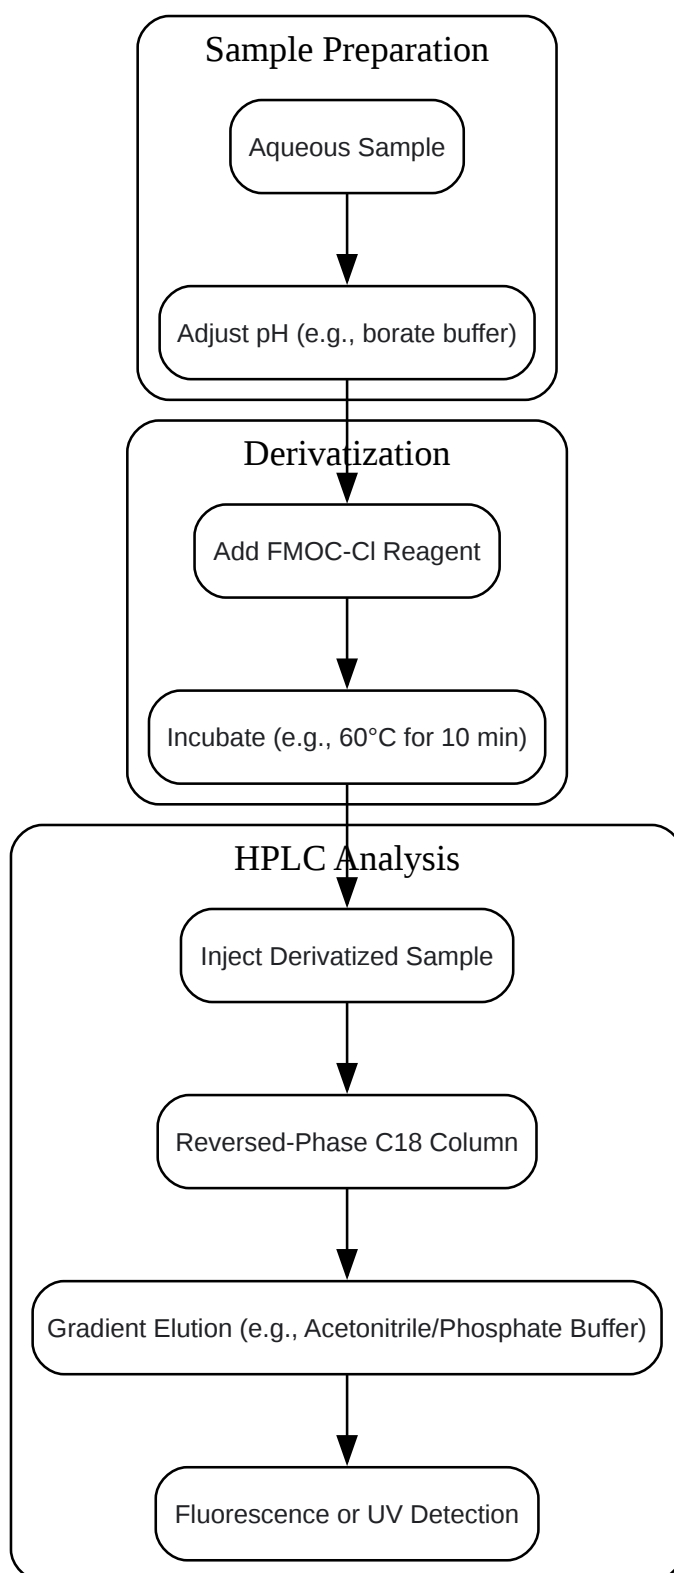 Sample Preparation
Aqueous Sample
Adjust pH (e.g., borate buffer)
Derivatization
Add FMOC-Cl Reagent
Incubate (e.g., 60°C for 10 min)
HPLC Analysis
Inject Derivatized Sample
Reversed-Phase C18 Column
Gradient Elution (e.g., Acetonitrile/Phosphate Buffer)
Fluorescence or UV Detection